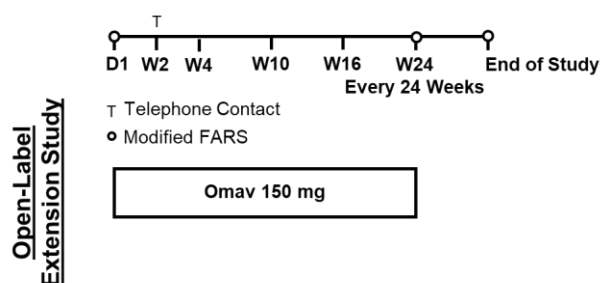 T
D1 W2 W4 W10 W16 W24 End of Study
Every 24 Weeks
T Telephone Contact
Modified FARS
Open-Label
Extension Study
Omav 150 mg